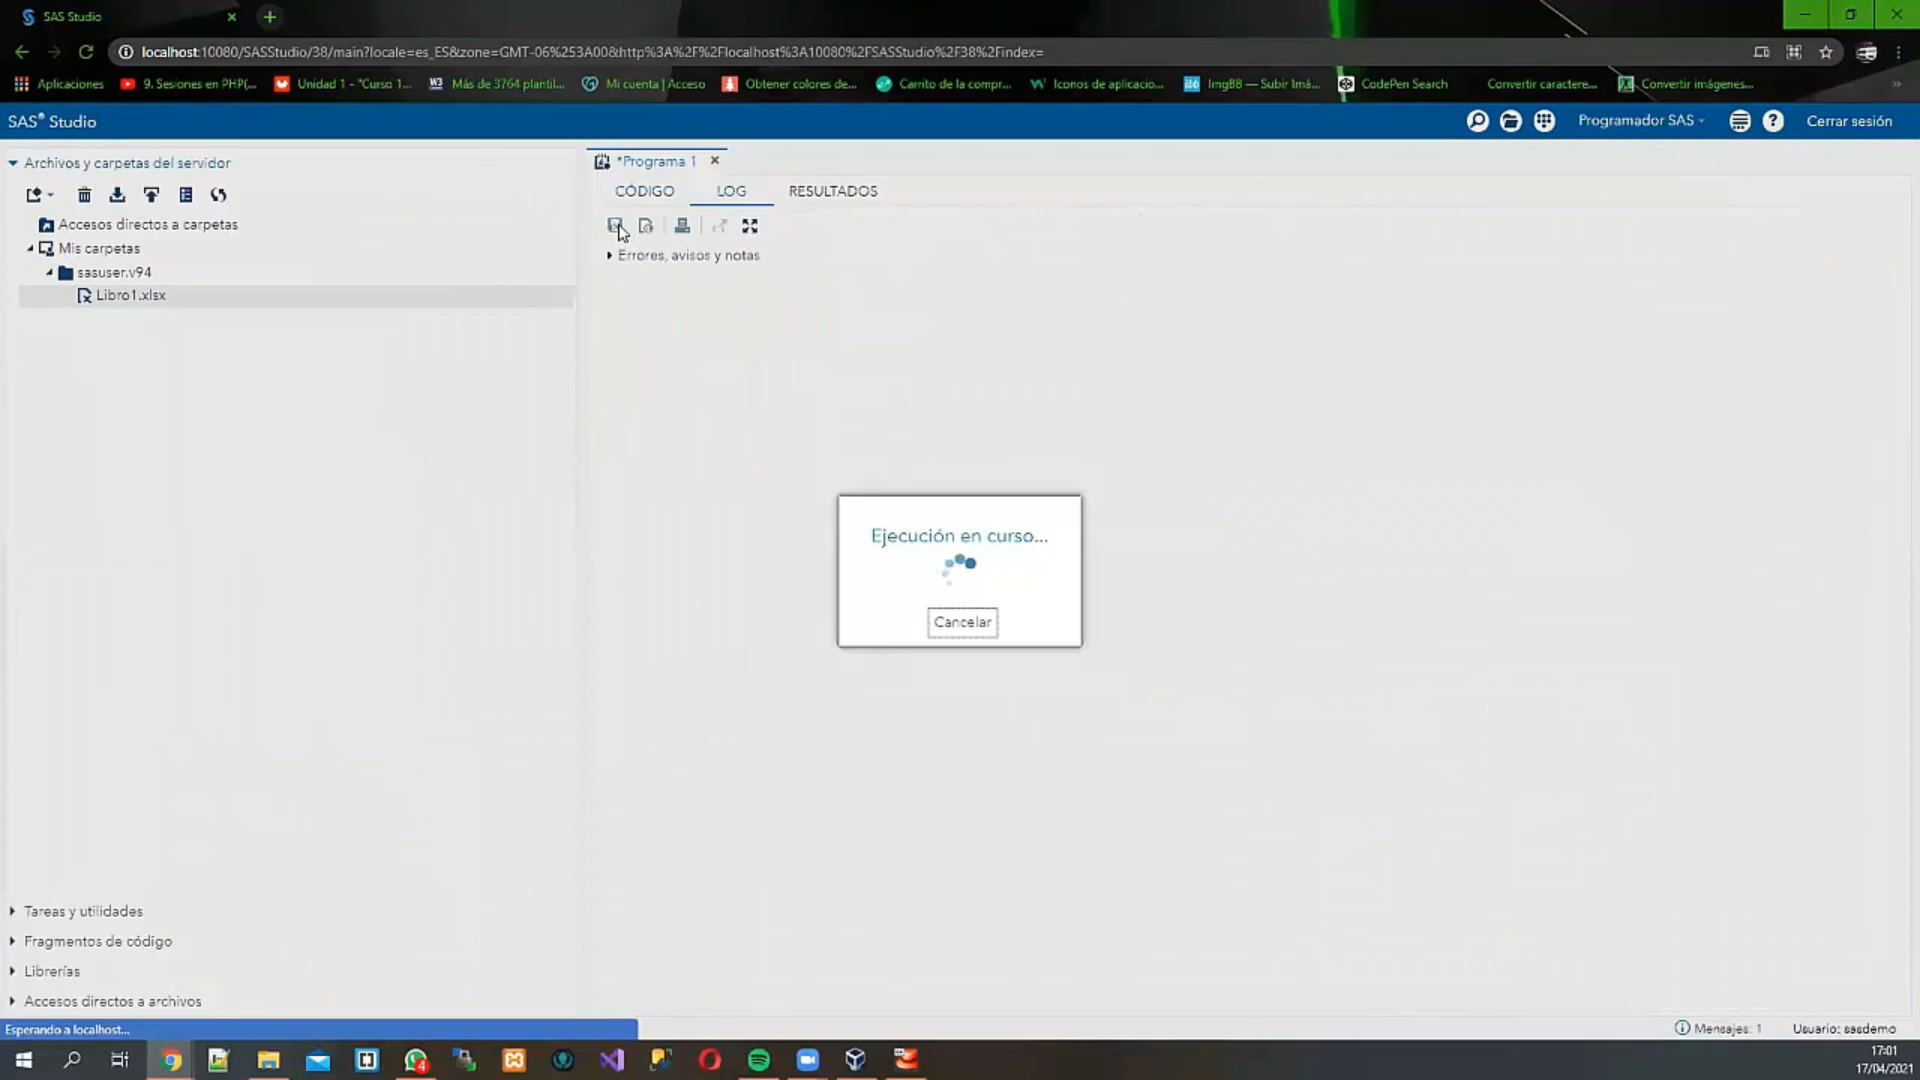 SAS Studio
localhost:10080/SASStudio/38/main?locale=es_ES&zone=GMT-06%253A00&http%3A%2F%2Flocalhost%3A10080%2FSASStudio%2F38%2Findex=
Aplicaciones
9. Sesiones en PHP(...
Unidad 1 - "Curso 1...
Más de 3764 plantil...
Mi cuenta | Acceso
Obtener colores de...
Carrito de la compr...
Iconos de aplicacio...
ImgBB — Subir Imá...
CodePen Search
Convertir caractere...
Convertir imágenes...
»
SAS® Studio
Programador SAS
Cerrar sesión
Archivos y carpetas del servidor
Accesos directos a carpetas
Mis carpetas
sasuser.v94
Libro1.xlsx
*Programa 1
CÓDIGO
LOG
RESULTADOS
Errores, avisos y notas
Ejecución en curso...
Cancelar
Tareas y utilidades
Fragmentos de código
Librerías
Accesos directos a archivos
Esperando a localhost...
Mensajes: 1
Usuario: sasdemo
4
17:01
17/04/2021